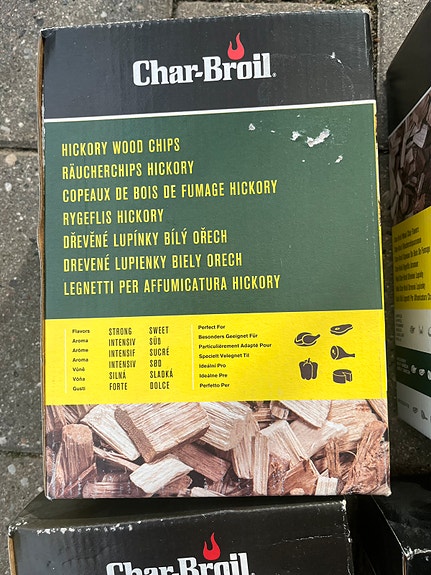 Char-Broil
HICKORY WOOD CHIPS
RÄUCHERCHIPS HICKORY
COPEAUX DE BOIS DE FUMAGE HICKORY
RYGEFLIS HICKORY
DŘEVĚNÉ LUPÍNKY BÍLÝ OŘECH
DREVENÉ LUPIENKY BIELY ORECH
LEGNETTI PER AFFUMICATURA HICKORY
Flavors STRONG SWEET Perfect For
Aroma INTENSIV SÜß Besonders Geeignet Für
Arôme INTENSIF SUCRÉ Particulièrement Adapté Pour
Aroma INTENSIV SØD Specielt Velegnet Til
Vůně SILNÁ SLADKÁ Ideální Pro
Vôňa INTENSIF SLADKÁ Ideálne Pre
Gusti FORTE DOLCE Perfetto Per
Char-Broil